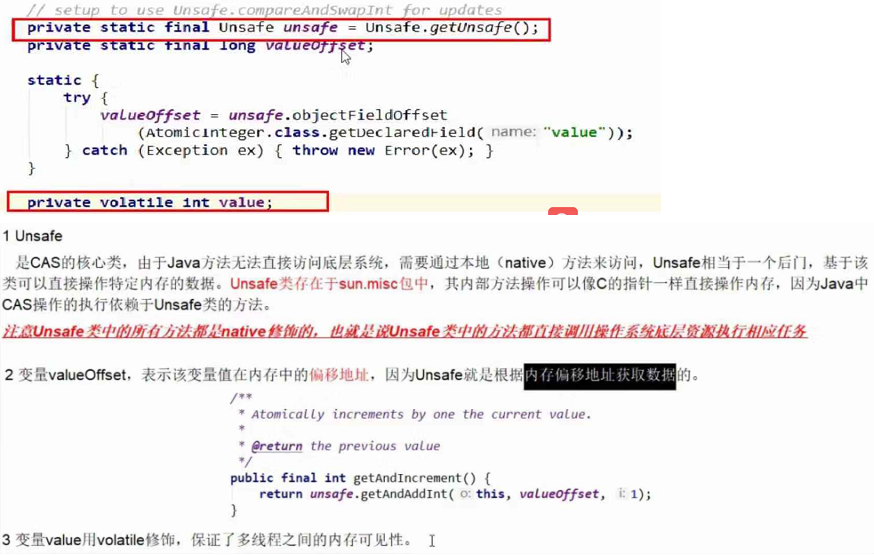 // setup to use Unsafe.compareAndSwapInt for updates
private static final Unsafe unsafe = Unsafe.getUnsafe();
private static final long valueOffset;
static {
try {
valueOffset = unsafe.objectFieldOffset
(AtomicInteger.class.getDeclaredField( name: "value"));
} catch (Exception ex) { throw new Error(ex); }
}
private volatile int value;
1 Unsafe
是CAS的核心类，由于Java方法无法直接访问底层系统，需要通过本地（native）方法来访问，Unsafe相当于一个后门，基于该
类可以直接操作特定内存的数据。Unsafe类存在于sun.misc包中，其内部方法操作可以像C的指针一样直接操作内存，因为Java中
CAS操作的执行依赖于Unsafe类的方法。
注意Unsafe类中的所有方法都是native修饰的，也就是说Unsafe类中的方法都直接调用操作系统底层资源执行相应任务
2 变量valueOffset，表示该变量值在内存中的偏移地址，因为Unsafe就是根据内存偏移地址获取数据的。
/**
* Atomically increments by one the current value.
*
* @return the previous value
*/
public final int getAndIncrement() {
return unsafe.getAndAddInt( o: this, valueOffset, i: 1);
}
3 变量value用volatile修饰，保证了多线程之间的内存可见性。